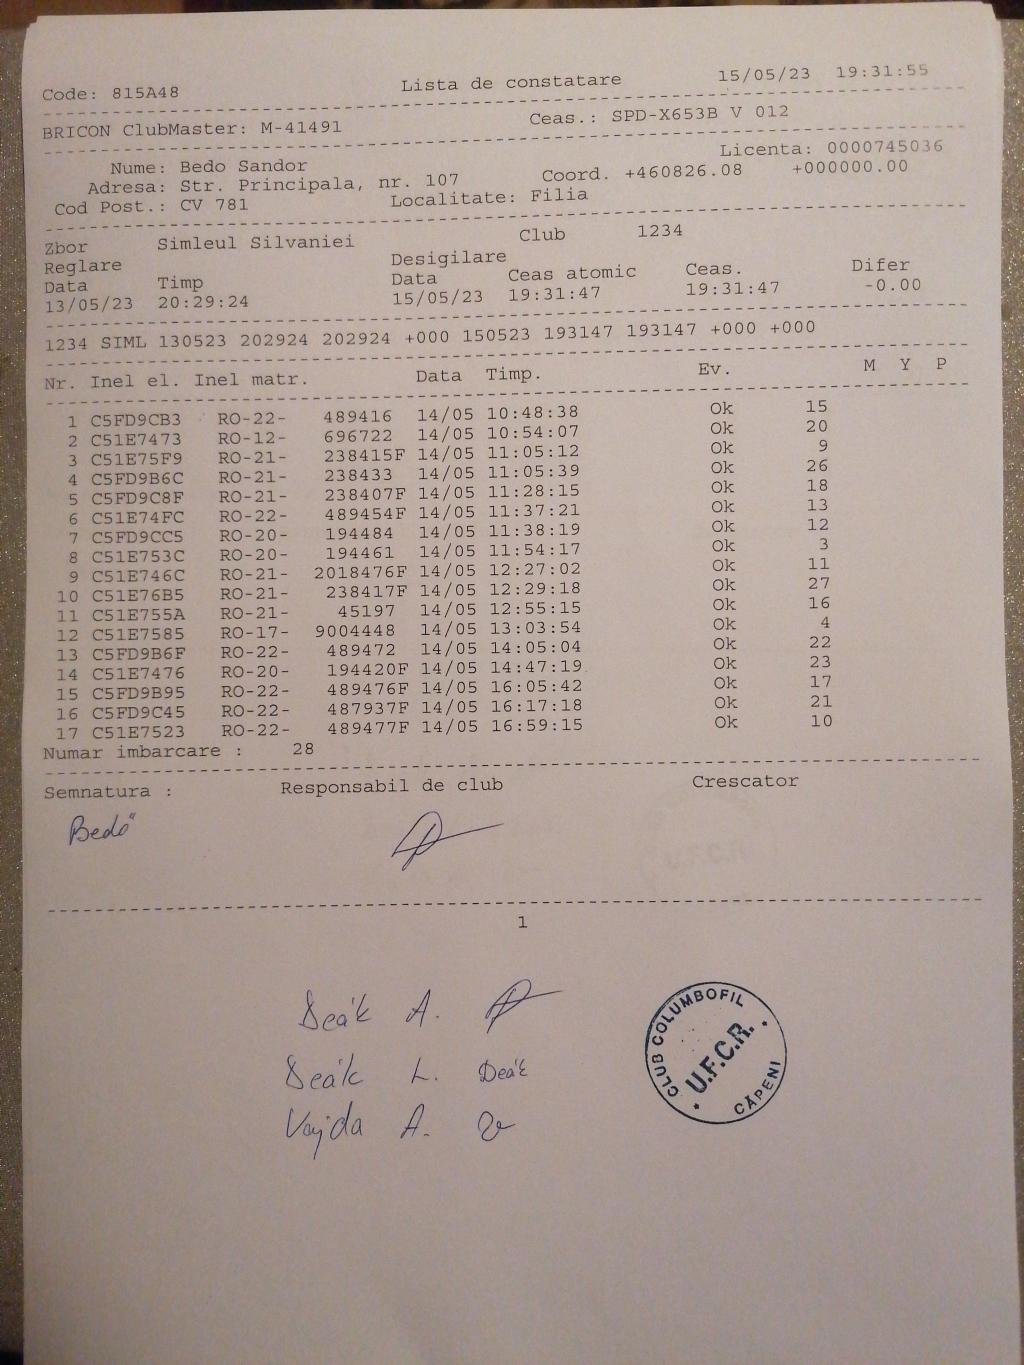 Code: 815A48 Lista de constatare 15/05/23 19:31:55
BRICON ClubMaster: M-41491 Ceas.: SPD-X653B V 012
Licenta: 0000745036
Nume: Bedo Sandor
Adresa: Str. Principala, nr. 107 Coord. +460826.08 +000000.00
Cod Post.: CV 781 Localitate: Filia
Zbor Simleul Silvaniei Club 1234
Reglare Desigilare
Data Timp Data Ceas atomic Ceas. Difer
13/05/23 20:29:24 15/05/23 19:31:47 19:31:47 -0.00
1234 SIML 130523 202924 202924 +000 150523 193147 193147 +000 +000
Nr. Inel el. Inel matr. Data Timp. Ev. M Y P
1 C5FD9CB3 RO-22- 489416 14/05 10:48:38 Ok 15
2 C51E7473 RO-12- 696722 14/05 10:54:07 Ok 20
3 C51E75F9 RO-21- 238415F 14/05 11:05:12 Ok 9
4 C5FD9B6C RO-21- 238433 14/05 11:05:39 Ok 26
5 C5FD9C8F RO-21- 238407F 14/05 11:28:15 Ok 18
6 C51E74FC RO-22- 489454F 14/05 11:37:21 Ok 13
7 C5FD9CC5 RO-20- 194484 14/05 11:38:19 Ok 12
8 C51E753C RO-20- 194461 14/05 11:54:17 Ok 3
9 C51E746C RO-21- 2018476F 14/05 12:27:02 Ok 11
10 C51E76B5 RO-21- 238417F 14/05 12:29:18 Ok 27
11 C51E755A RO-21- 45197 14/05 12:55:15 Ok 16
12 C51E7585 RO-17- 9004448 14/05 13:03:54 Ok 4
13 C5FD9B6F RO-22- 489472 14/05 14:05:04 Ok 22
14 C51E7476 RO-20- 194420F 14/05 14:47:19 Ok 23
15 C5FD9B95 RO-22- 489476F 14/05 16:05:42 Ok 17
16 C5FD9C45 RO-22- 487937F 14/05 16:17:18 Ok 21
17 C51E7523 RO-22- 489477F 14/05 16:59:15 Ok 10
Numar imbarcare : 28
Semnatura : Responsabil de club Crescator
Bedő
1
Deák A.
Deák L. Deák
Vajda A.
CLUB COLUMBOFIL
U.F.C.R.
CĂPENI